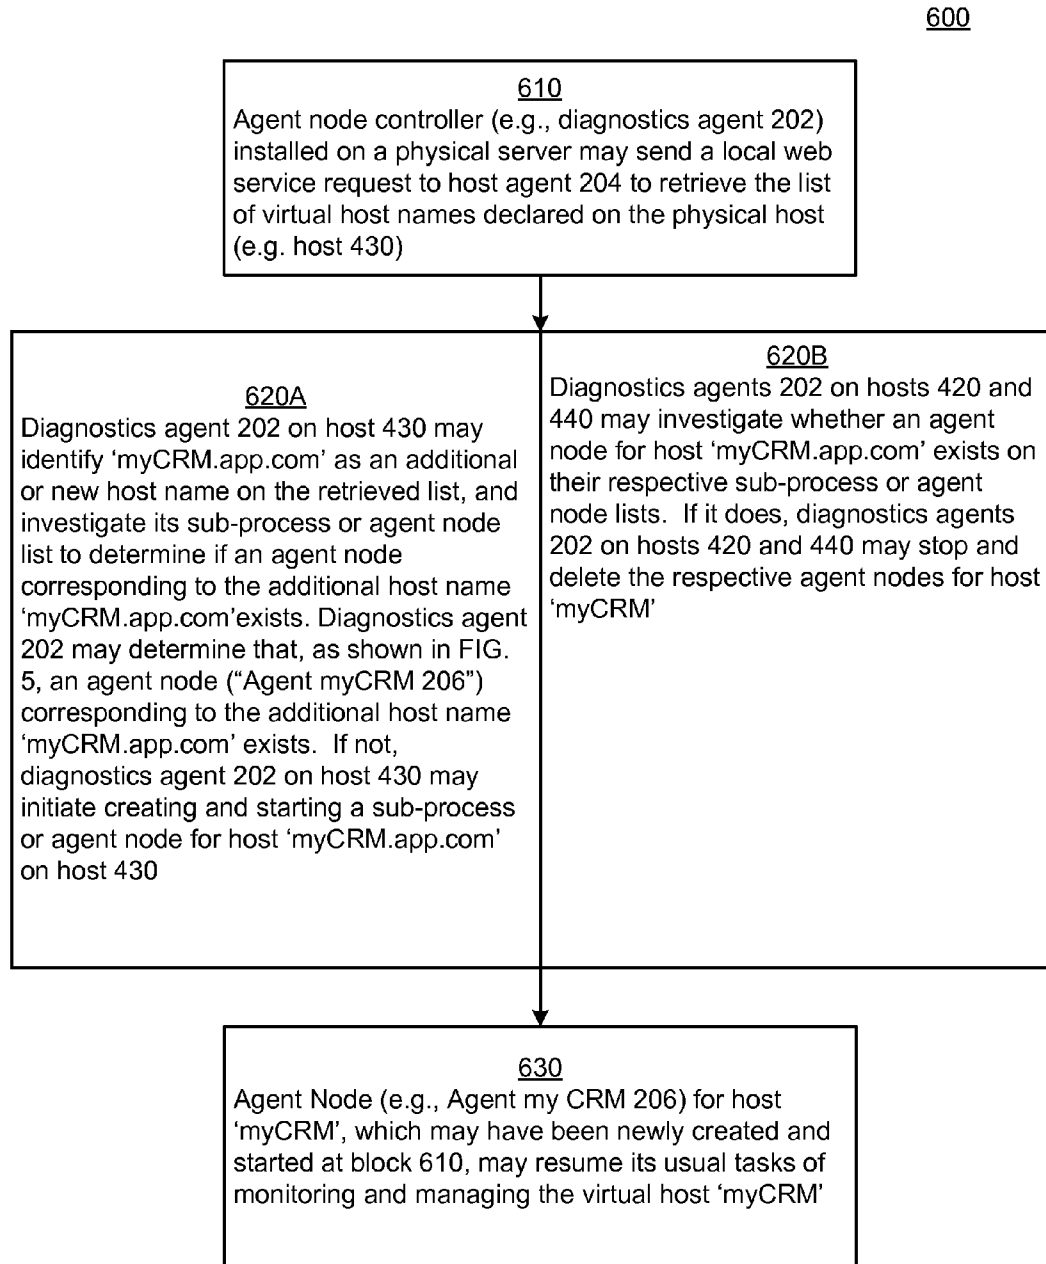 600
610
Agent node controller (e.g., diagnostics agent 202)
installed on a physical server may send a local web
service request to host agent 204 to retrieve the list
of virtual host names declared on the physical host
(e.g. host 430)
620A
Diagnostics agent 202 on host 430 may
identify ‘myCRM.app.com’ as an additional
or new host name on the retrieved list, and
investigate its sub-process or agent node
list to determine if an agent node
corresponding to the additional host name
‘myCRM.app.com’exists. Diagnostics agent
202 may determine that, as shown in FIG.
5, an agent node (“Agent myCRM 206”)
corresponding to the additional host name
‘myCRM.app.com’ exists.  If not,
diagnostics agent 202 on host 430 may
initiate creating and starting a sub-process
or agent node for host ‘myCRM.app.com’
on host 430
620B
Diagnostics agents 202 on hosts 420 and
440 may investigate whether an agent
node for host ‘myCRM.app.com’ exists on
their respective sub-process or agent
node lists.  If it does, diagnostics agents
202 on hosts 420 and 440 may stop and
delete the respective agent nodes for host
‘myCRM’
630
Agent Node (e.g., Agent my CRM 206) for host
‘myCRM’, which may have been newly created and
started at block 610, may resume its usual tasks of
monitoring and managing the virtual host ‘myCRM’